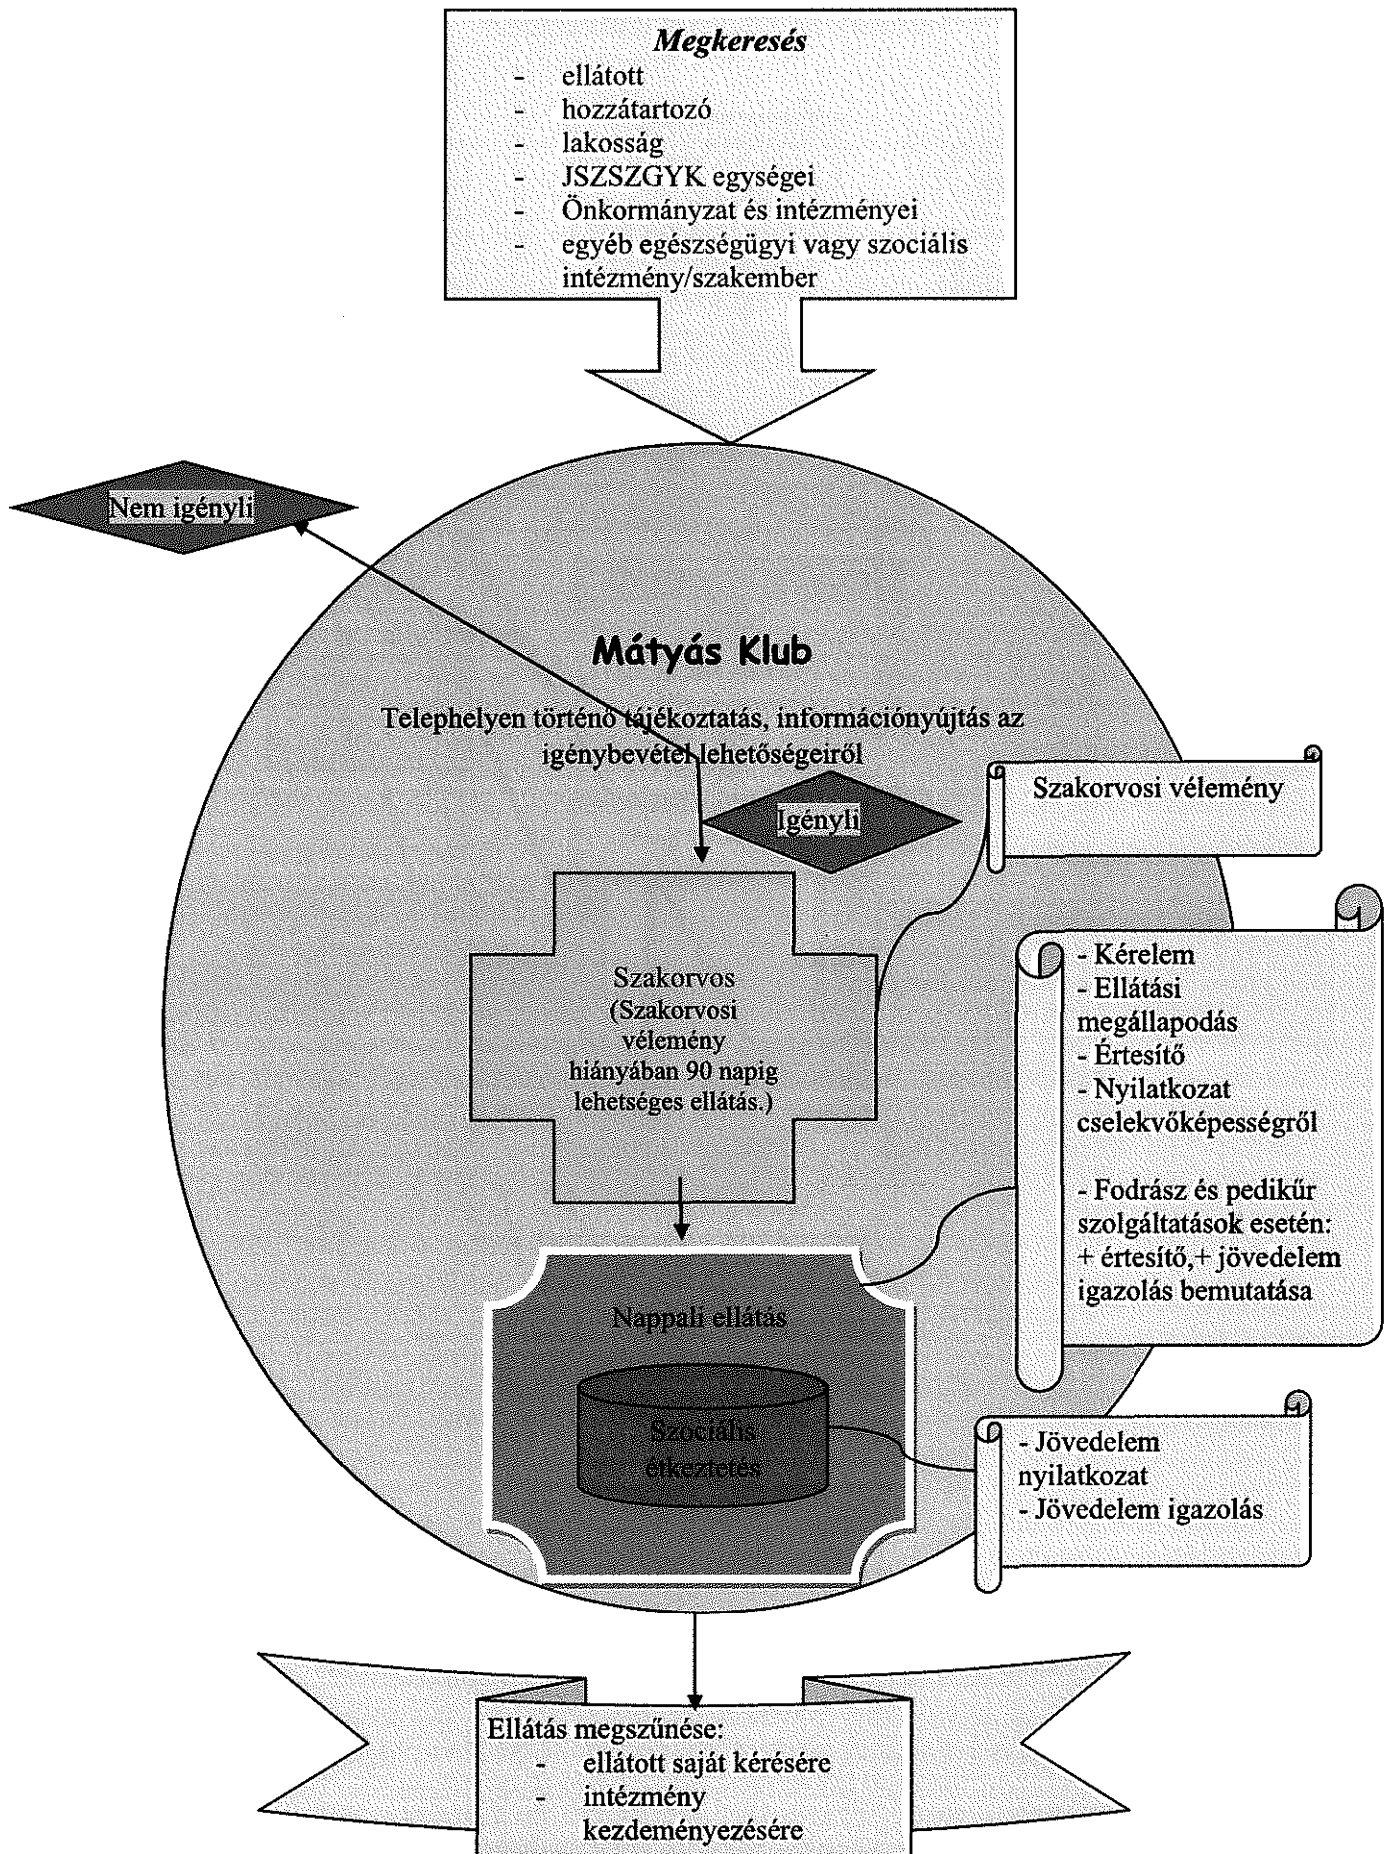 Megkeresés
- ellátott
- hozzátartozó
- lakosság
- JSZSZGYK egységei
- Önkormányzat és intézményei
- egyéb egészségügyi vagy szociális
intézmény/szakember
Nem igényli
Mátyás Klub
Telephelyen történő tájékoztatás, információnyújtás az
igénybevétel lehetőségeiről
Igényli
Szakorvosi vélemény
Szakorvos
(Szakorvosi
vélemény
hiányában 90 napig
lehetséges ellátás.)
- Kérelem
- Ellátási
megállapodás
- Értesítő
- Nyilatkozat
cselekvőképességről
- Fodrász és pedikűr
szolgáltatások esetén:
+ értesítő,+ jövedelem
igazolás bemutatása
Nappali ellátás
Szociális
étkeztetés
- Jövedelem
nyilatkozat
- Jövedelem igazolás
Ellátás megszűnése:
- ellátott saját kérésére
- intézmény
kezdeményezésére